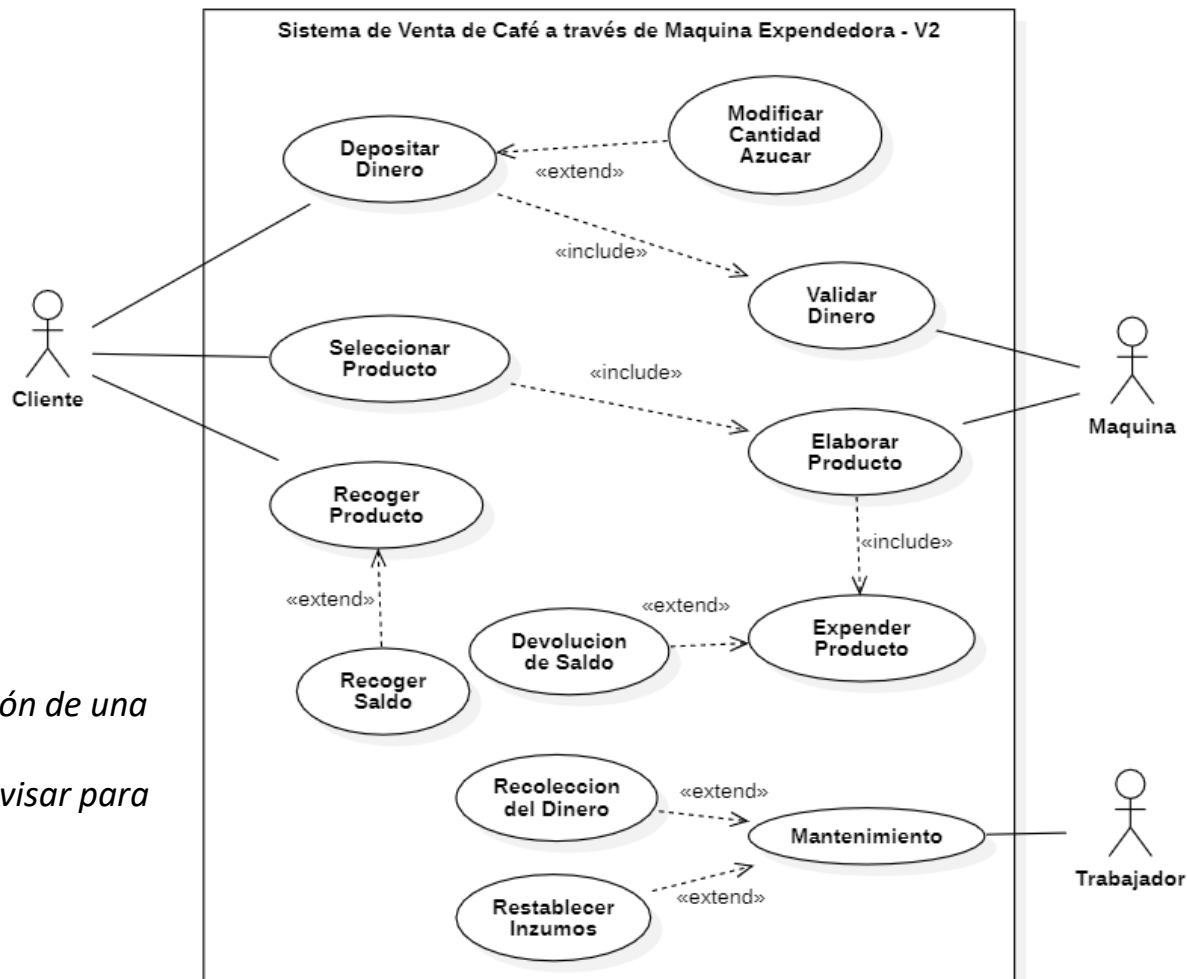 Sistema de Venta de Café a través de Maquina Expendedora - V2
Modificar
Cantidad
Azucar
Depositar
Dinero
«extend»
«include»
Validar
Dinero
Seleccionar
Producto
«include»
Cliente
Maquina
Elaborar
Producto
Recoger
Producto
«include»
«extend»
«extend»
Devolucion
de Saldo
Expender
Producto
Recoger
Saldo
ón de una
visar para
Recoleccion
del Dinero
«extend»
Mantenimiento
Trabajador
«extend»
Restablecer
Inzumos